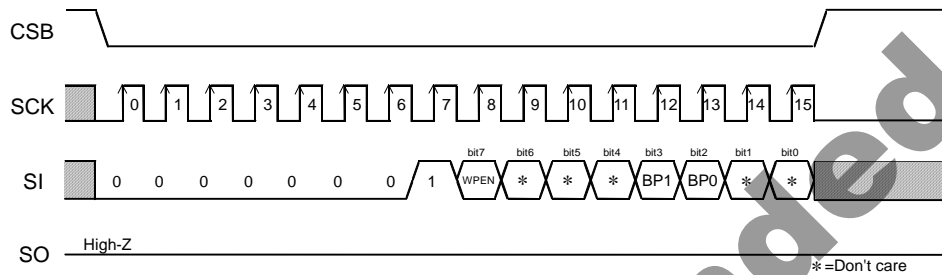 CSB
SCK 0 1 2 3 4 5 6 7 8 9 10 11 12 13 14 15
bit7 bit6 bit5 bit4 bit3 bit2 bit1 bit0
SI 0 0 0 0 0 0 0 1 WPEN * * * BP1 BP0 * *
High-Z
SO
*=Don't care
ded